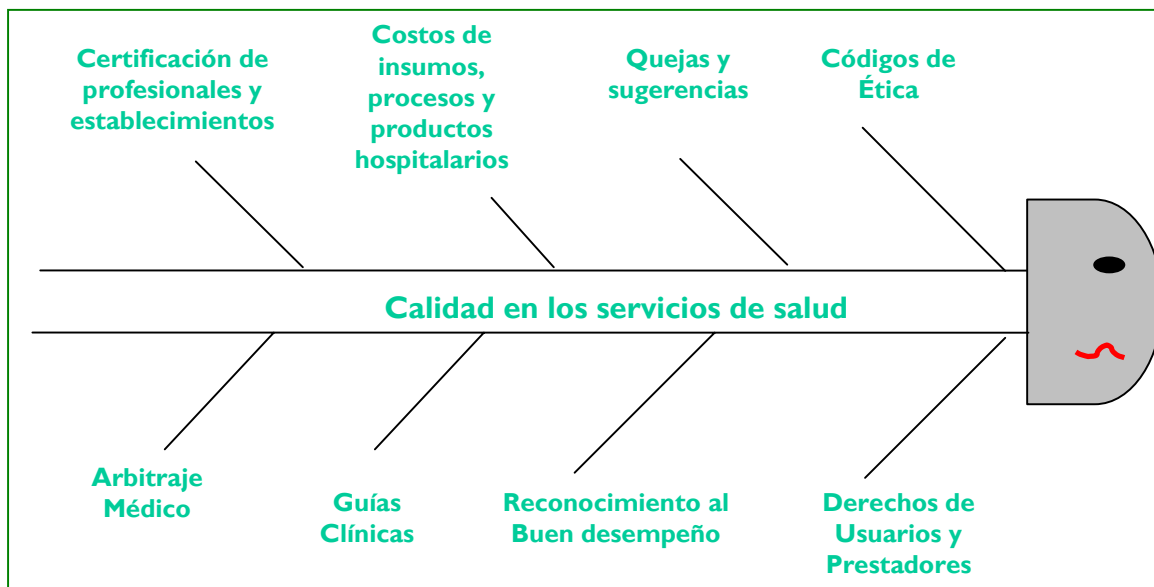 Certificación de
profesionales y
establecimientos
Costos de
insumos,
procesos y
productos
hospitalarios
Quejas y
sugerencias
Códigos de
Ética
Calidad en los servicios de salud
Arbitraje
Médico
Guías
Clínicas
Reconocimiento al
Buen desempeño
Derechos de
Usuarios y
Prestadores